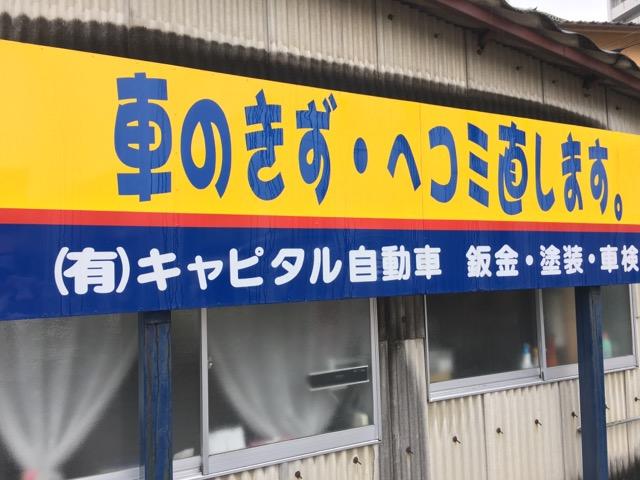 車のきず・ヘコミ直します。
(有)キャピタル自動車 鈑金・塗装・車検